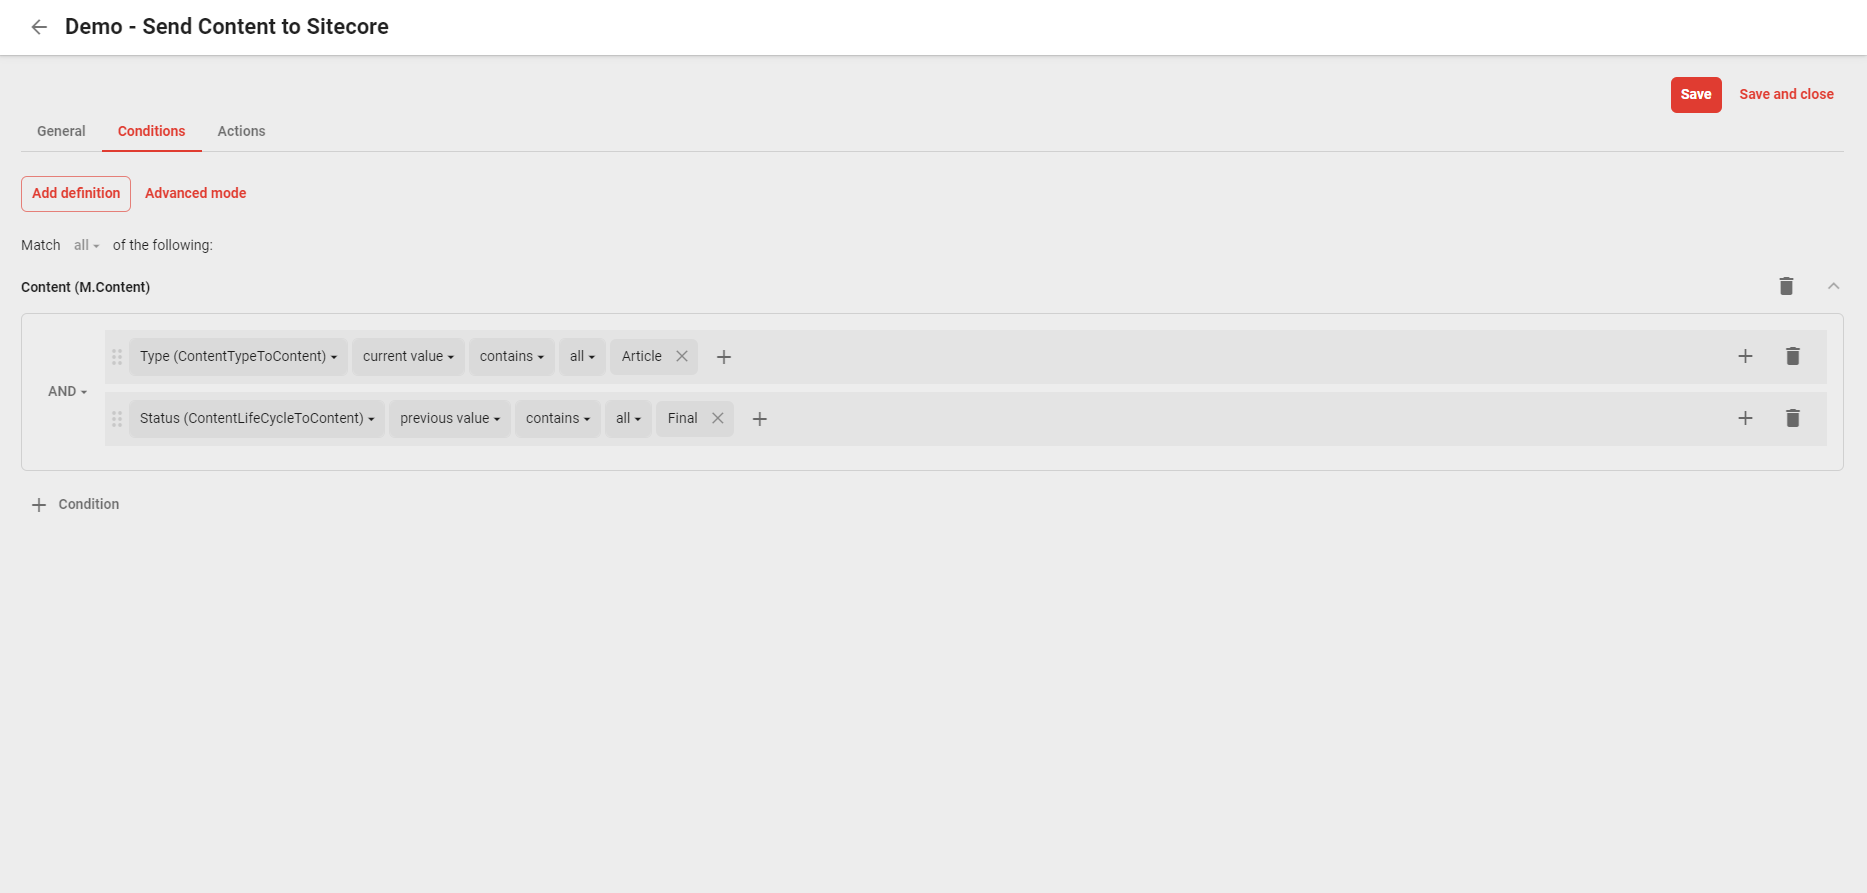 Demo - Send Content to Sitecore
Save Save and close
General Conditions Actions
Add definition Advanced mode
Match all of the following:
Content (M.Content)
Type (ContentTypeToContent) current value contains all Article
AND
Status (ContentLifeCycleToContent) previous value contains all Final
Condition